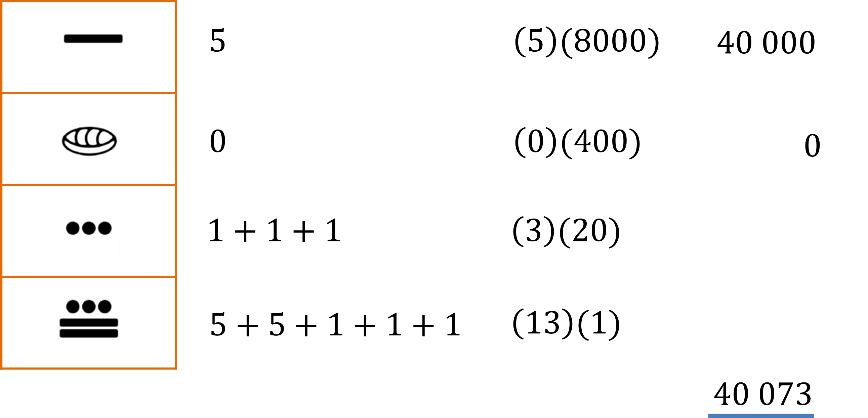 5 (5)(8000) 40 000
0 (0)(400) 0
1 + 1 + 1 (3)(20)
5 + 5 + 1 + 1 + 1 (13)(1)
40 073